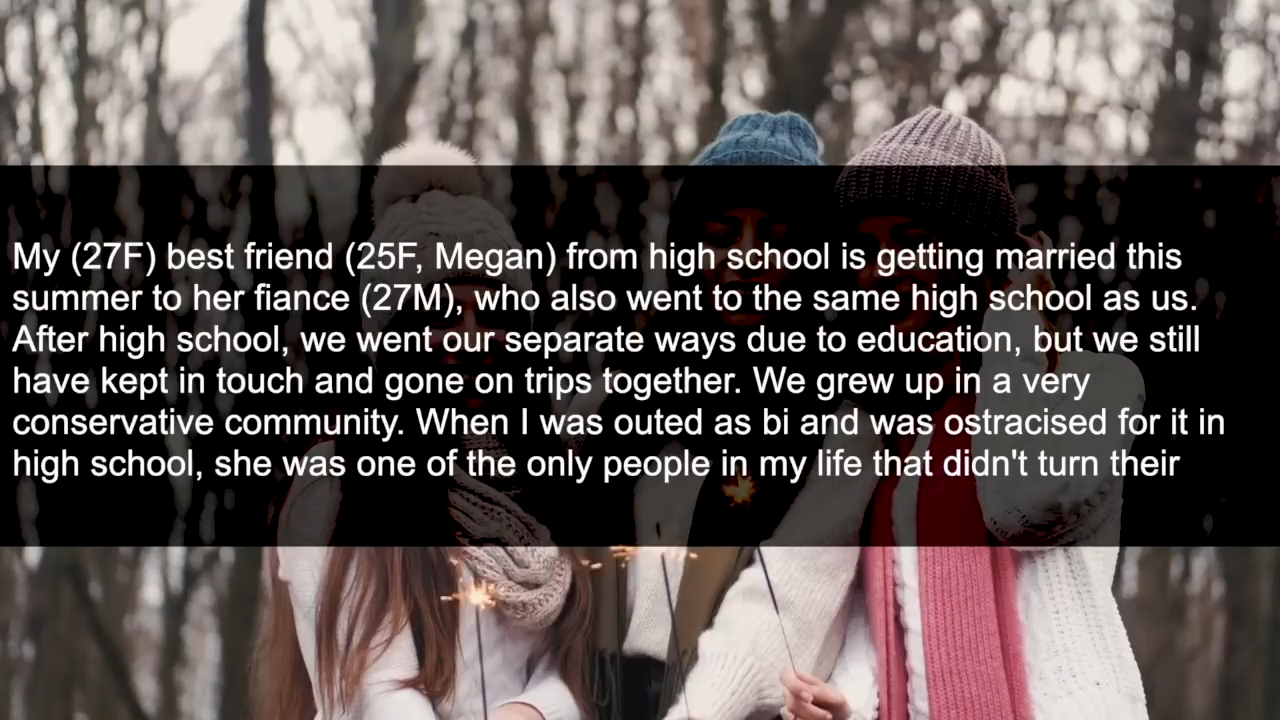 My (27F) best friend (25F, Megan) from high school is getting married this
summer to her fiance (27M), who also went to the same high school as us.
After high school, we went our separate ways due to education, but we still
have kept in touch and gone on trips together. We grew up in a very
conservative community. When I was outed as bi and was ostracised for it in
high school, she was one of the only people in my life that didn't turn their